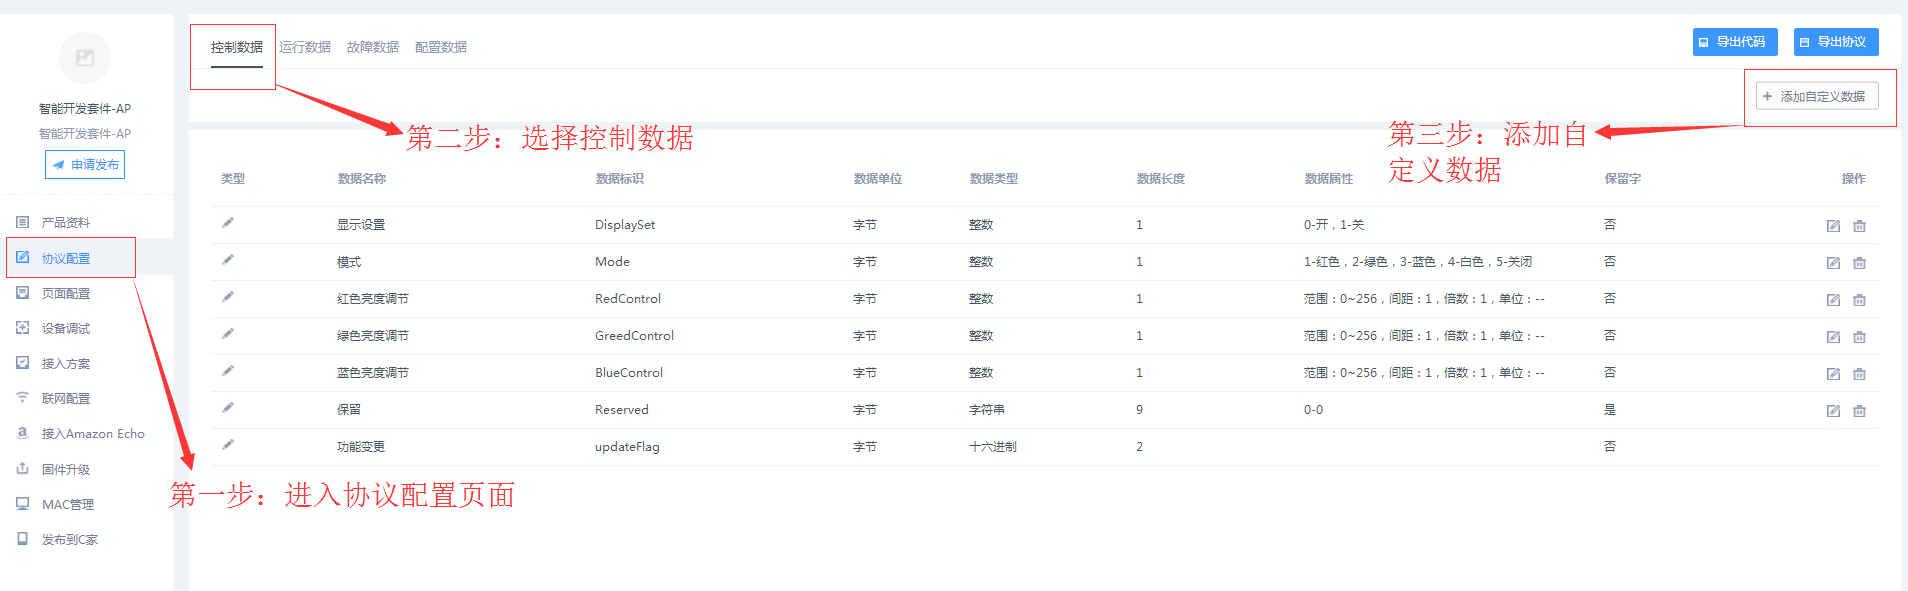 控制数据 运行数据 故障数据 配置数据
导出代码 导出协议
添加自定义数据
智能开发套件-AP
智能开发套件-AP
申请发布
产品资料
协议配置
页面配置
设备调试
接入方案
联网配置
接入Amazon Echo
固件升级
MAC管理
发布到C家
第二步：选择控制数据
第三步：添加自
定义数据
第一步：进入协议配置页面
类型 数据名称 数据标识 数据单位 数据类型 数据长度 数据属性 保留字 操作
显示设置 DisplaySet 字节 整数 1 0-开，1-关 否
模式 Mode 字节 整数 1 1-红色，2-绿色，3-蓝色，4-白色，5-关闭 否
红色亮度调节 RedControl 字节 整数 1 范围：0~256，间距：1，倍数：1，单位：-- 否
绿色亮度调节 GreedControl 字节 整数 1 范围：0~256，间距：1，倍数：1，单位：-- 否
蓝色亮度调节 BlueControl 字节 整数 1 范围：0~256，间距：1，倍数：1，单位：-- 否
保留 Reserved 字节 字符串 9 0-0 是
功能变更 updateFlag 字节 十六进制 2 否